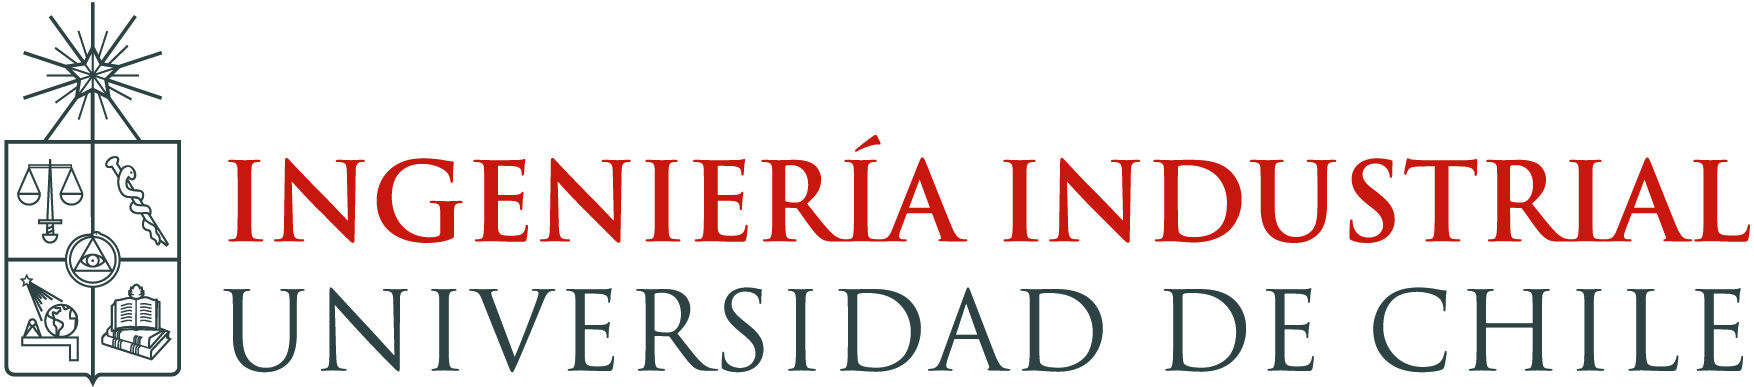 INGENIERÍA INDUSTRIAL
UNIVERSIDAD DE CHILE